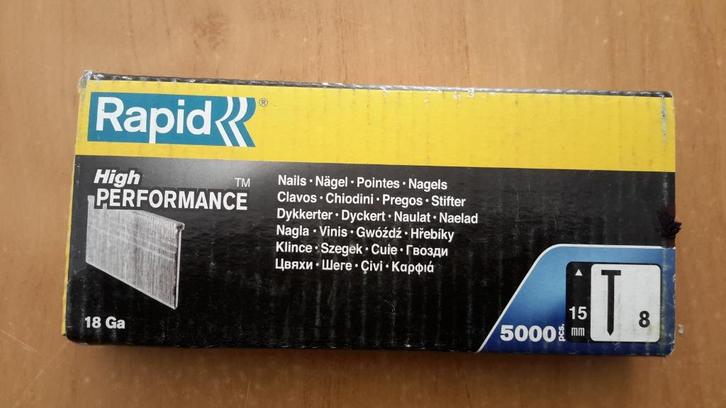 Rapid®
High TM
PERFORMANCE
Nails · Nägel · Pointes · Nagels
Clavos · Chiodini · Pregos · Stifter
Dykkerter · Dyckert · Naulat · Naelad
Nagla · Vinis · Gwóźdź · Hřebíky
Klince · Szegek · Cuie · Гвозди
Цвяхи · Шеге · Çivi · Καρφιά
18 Ga
5000 pcs.
15
mm
8